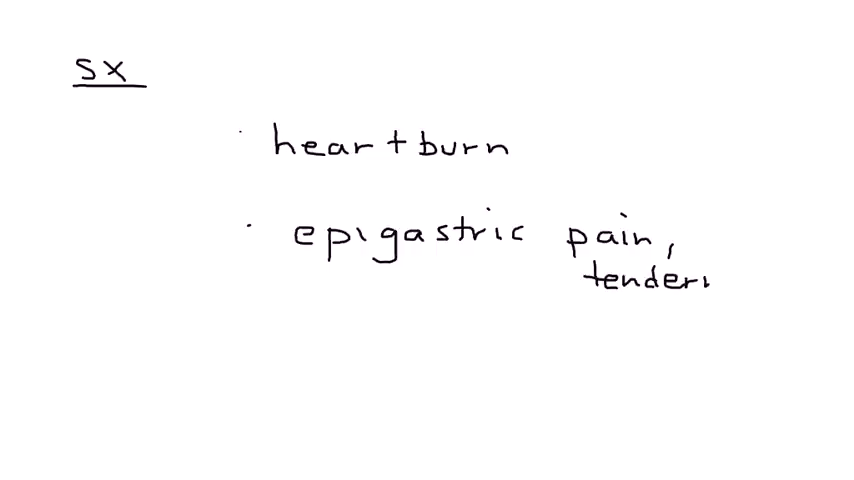 SX
· heartburn
· epigastric pain,
tender